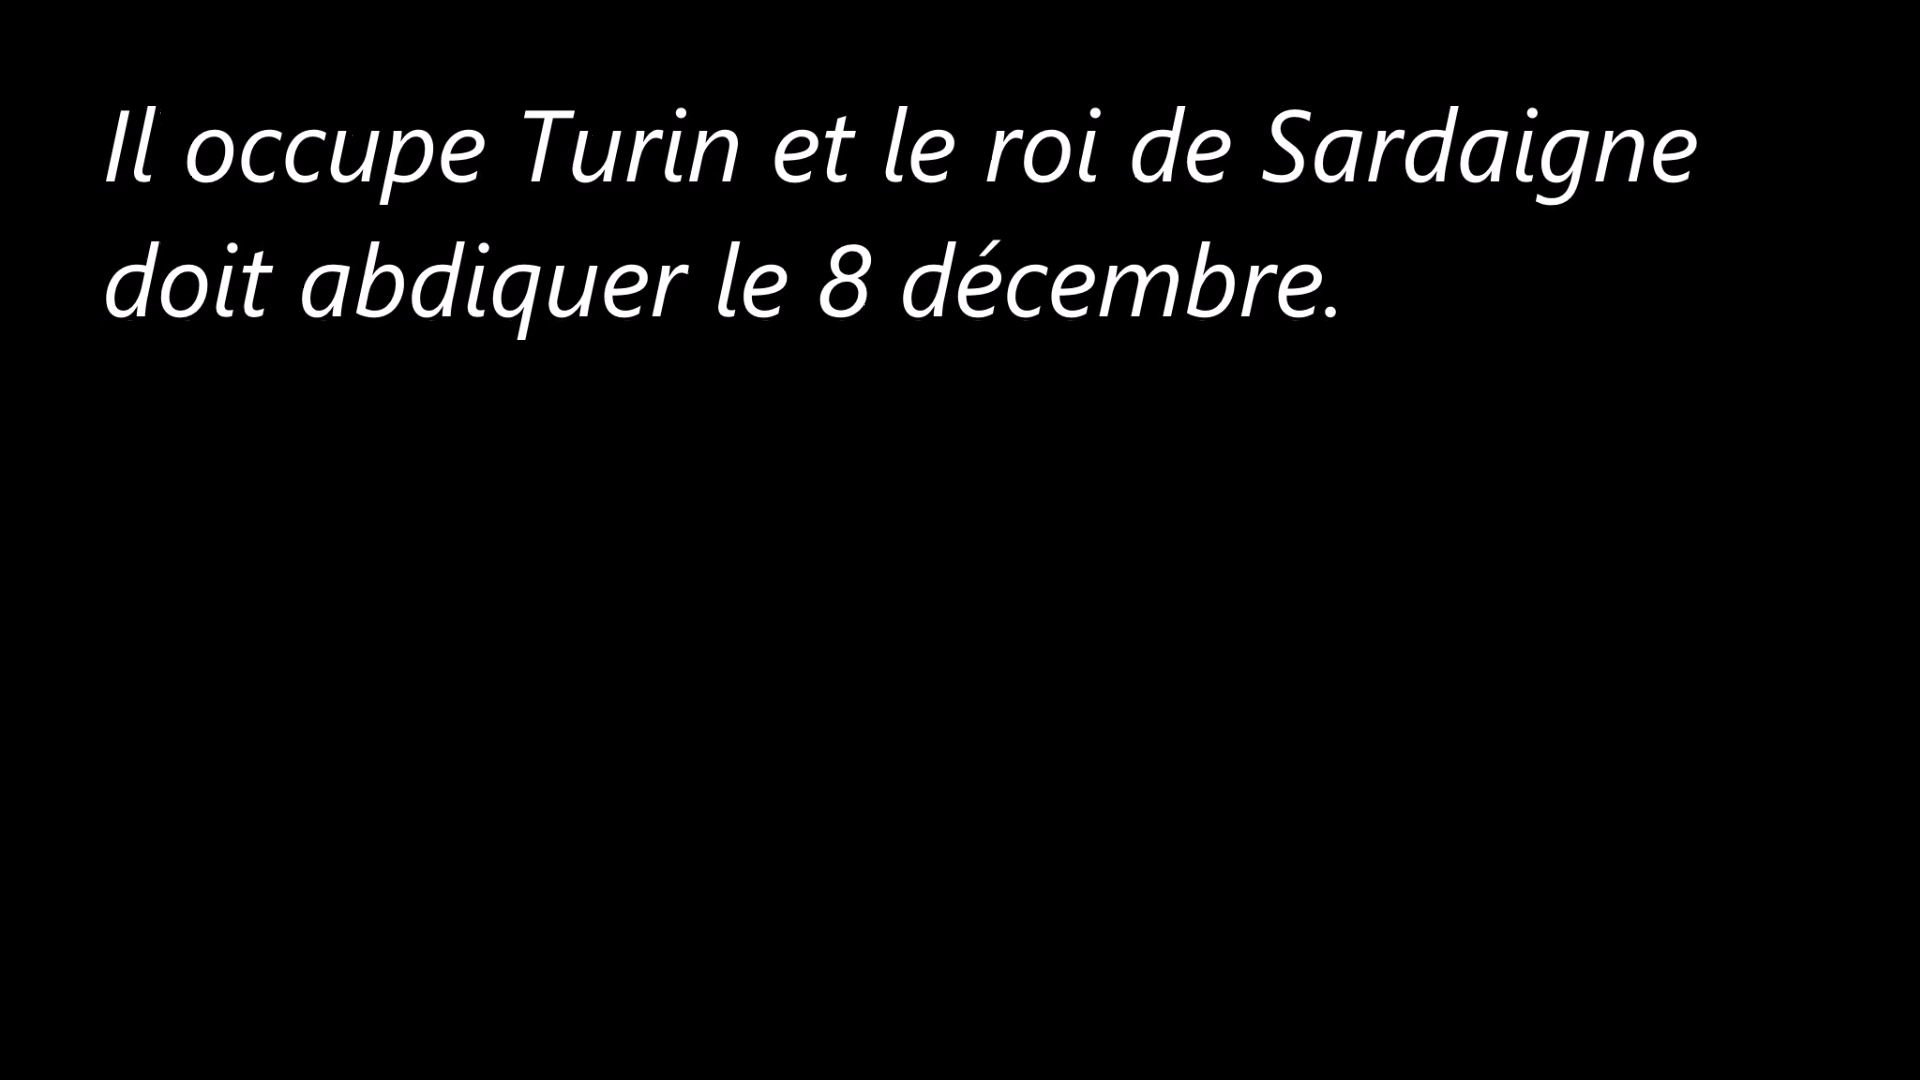 Il occupe Turin et le roi de Sardaigne
doit abdiquer le 8 décembre.